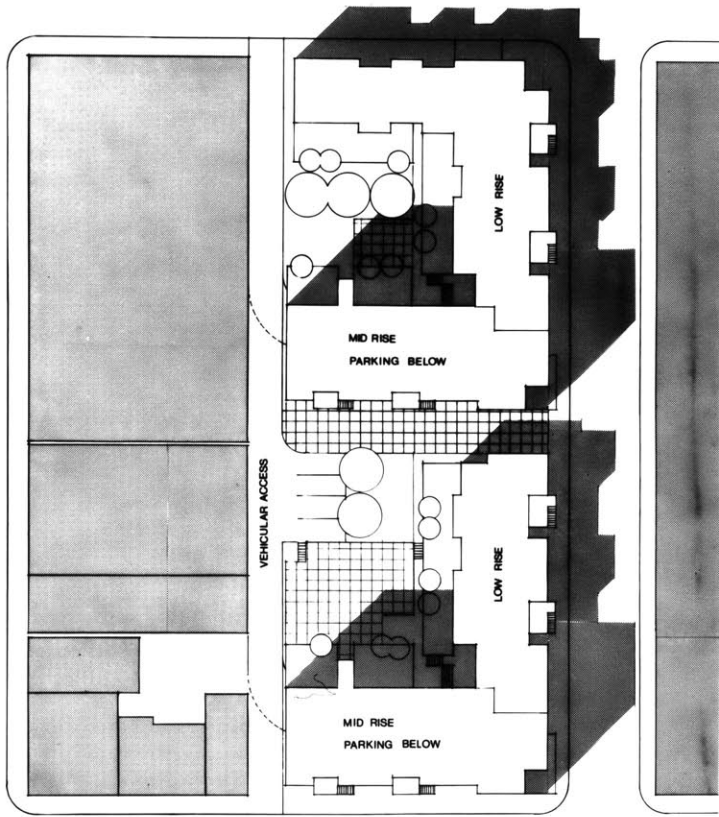 LOW RISE
MID RISE
PARKING BELOW
VEHICULAR ACCESS
LOW RISE
MID RISE
PARKING BELOW